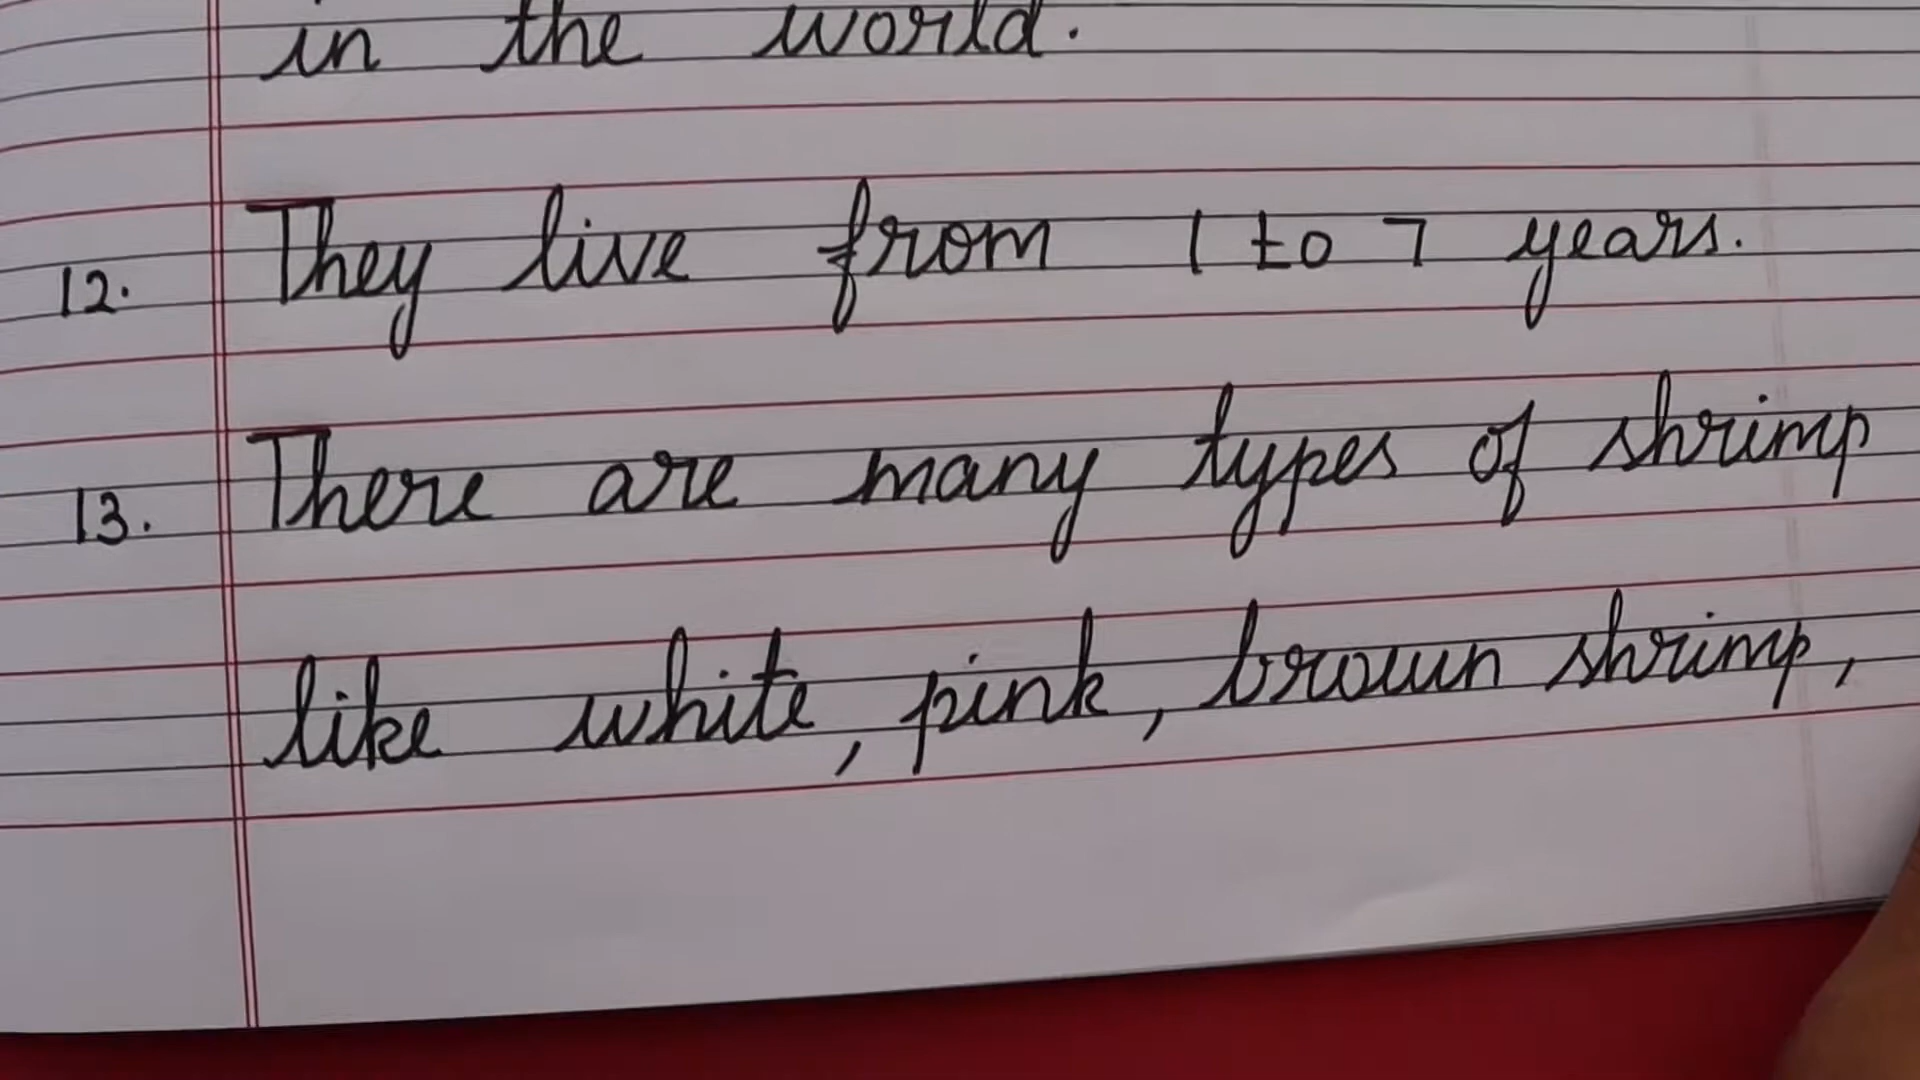 in the world.
12. They live from 1 to 7 years.
13. There are many types of shrimp
like white, pink, brown shrimp,